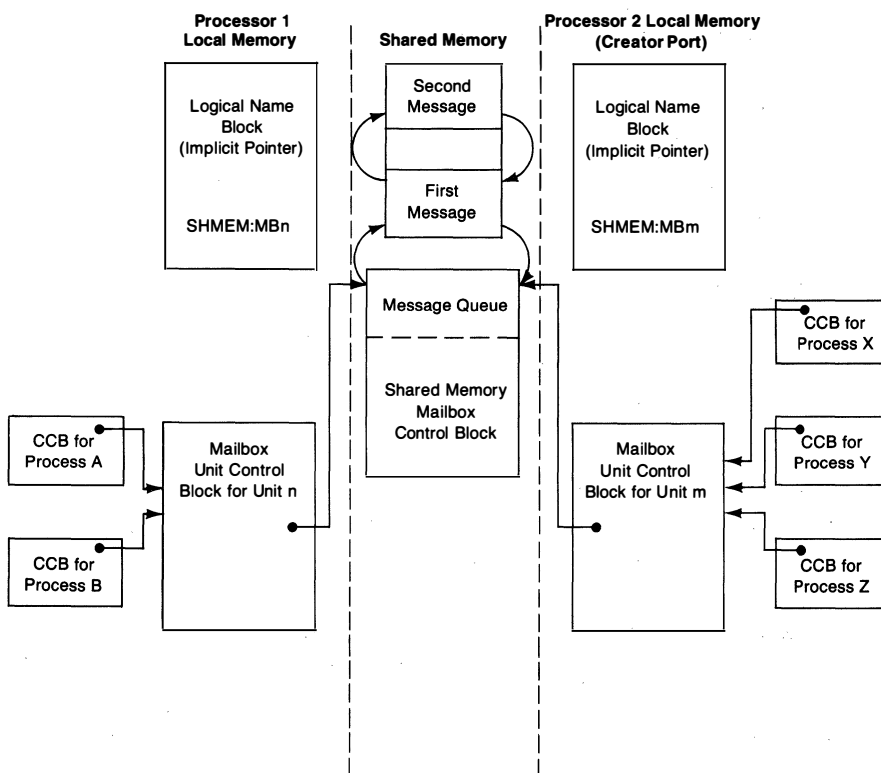 Processor 1
Local Memory
Shared Memory
Processor 2 Local Memory
(Creator Port)
Logical Name
Block
(Implicit Pointer)
SHMEM:MBn
Second
Message
First
Message
Logical Name
Block
(Implicit Pointer)
SHMEM:MBm
Message Queue
Shared Memory
Mailbox
Control Block
CCB for
Process A
CCB for
Process B
Mailbox
Unit Control
Block for Unit n
Mailbox
Unit Control
Block for Unit m
CCB for
Process X
CCB for
Process Y
CCB for
Process Z